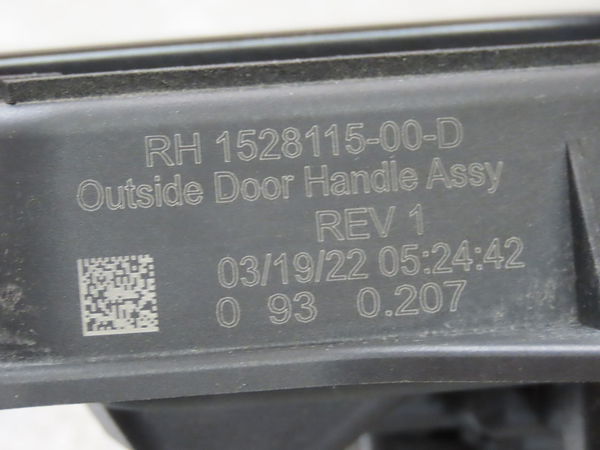 RH 1528115-00-D
Outside Door Handle Assy
REV 1
03/19/22 05:24:42
0 93 0.207